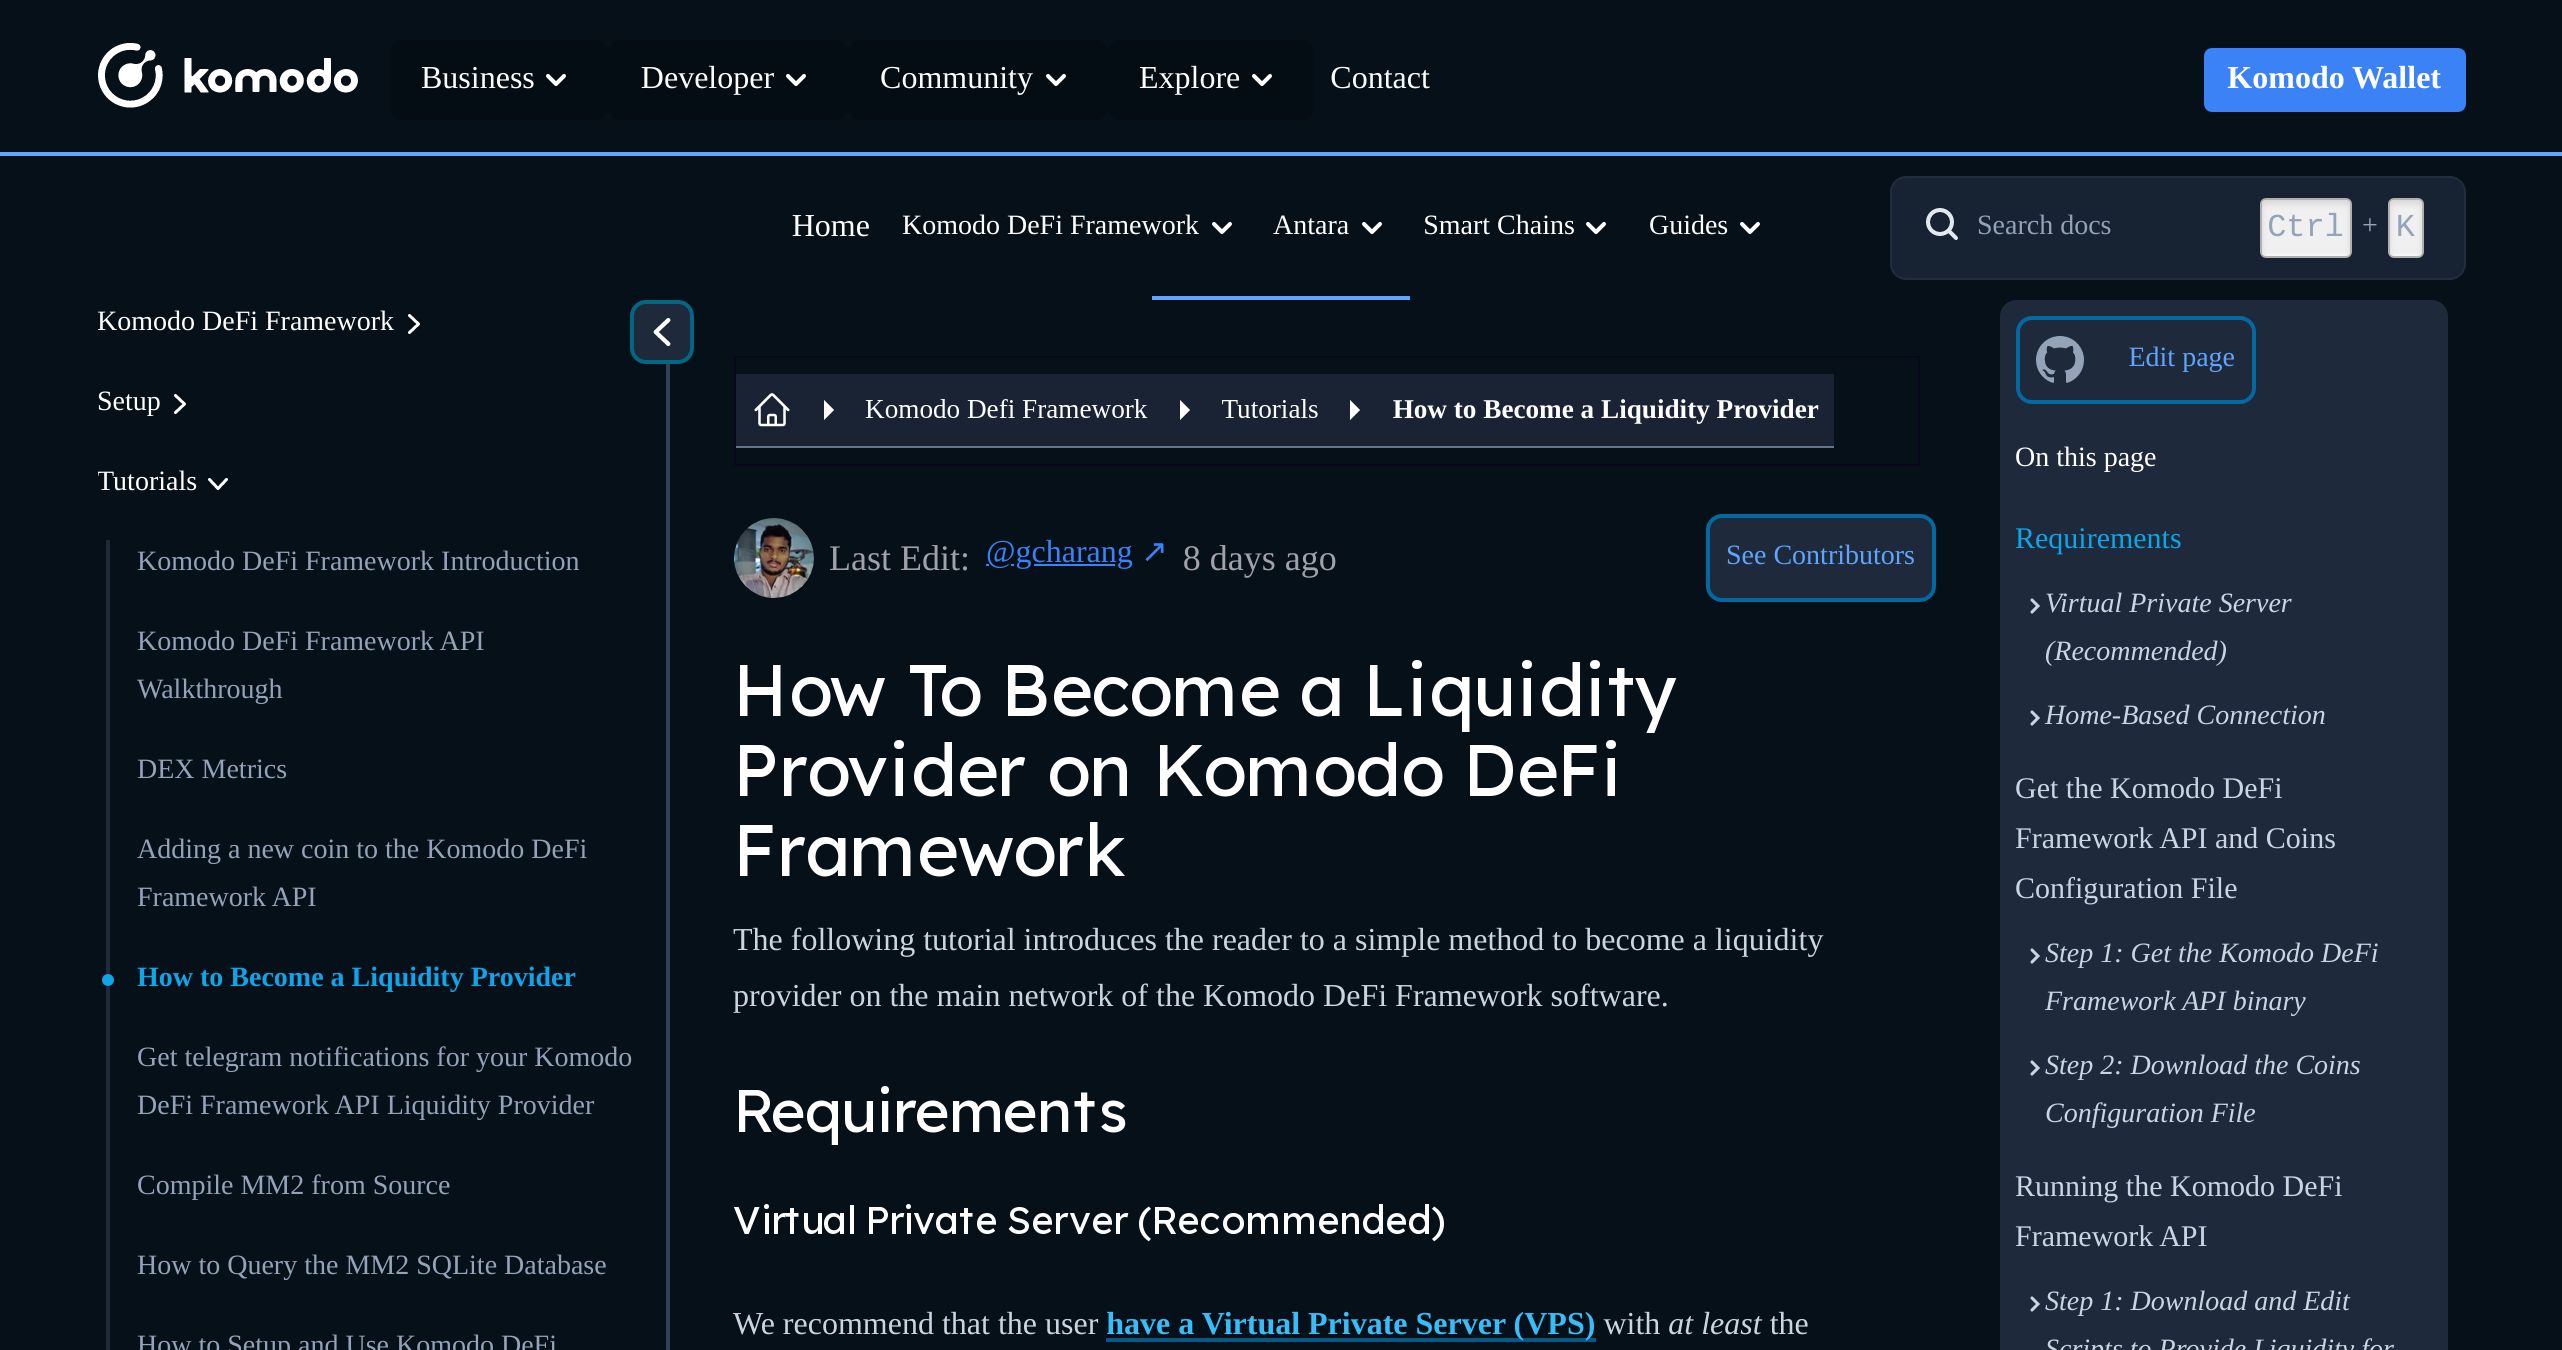 komodo
Business
Developer
Community
Explore
Contact
Komodo Wallet
Home
Komodo DeFi Framework
Antara
Smart Chains
Guides
Search docs
Ctrl + K
Komodo DeFi Framework
Setup
Tutorials
Komodo DeFi Framework Introduction
Komodo DeFi Framework API
Walkthrough
DEX Metrics
Adding a new coin to the Komodo DeFi
Framework API
How to Become a Liquidity Provider
Get telegram notifications for your Komodo
DeFi Framework API Liquidity Provider
Compile MM2 from Source
How to Query the MM2 SQLite Database
How to Setup and Use Komodo DeFi
Komodo Defi Framework
Tutorials
How to Become a Liquidity Provider
Last Edit: @gcharang ↗ 8 days ago
See Contributors
How To Become a Liquidity
Provider on Komodo DeFi
Framework
The following tutorial introduces the reader to a simple method to become a liquidity
provider on the main network of the Komodo DeFi Framework software.
Requirements
Virtual Private Server (Recommended)
We recommend that the user have a Virtual Private Server (VPS) with at least the
Edit page
On this page
Requirements
Virtual Private Server
(Recommended)
Home-Based Connection
Get the Komodo DeFi
Framework API and Coins
Configuration File
Step 1: Get the Komodo DeFi
Framework API binary
Step 2: Download the Coins
Configuration File
Running the Komodo DeFi
Framework API
Step 1: Download and Edit
Scripts to Provide Liquidity for